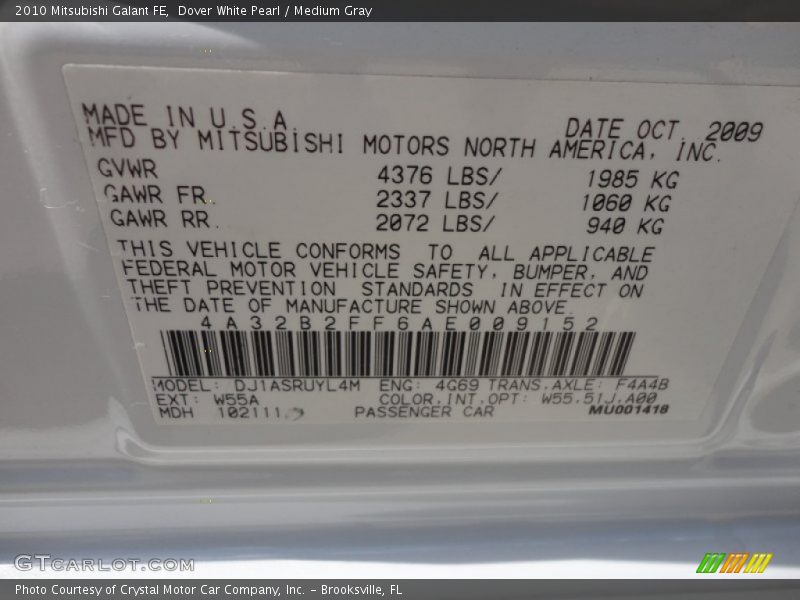 2010 Mitsubishi Galant FE, Dover White Pearl / Medium Gray
MADE IN U.S.A. DATE OCT. 2009
MFD BY MITSUBISHI MOTORS NORTH AMERICA, INC.
GVWR 4376 LBS/ 1985 KG
GAWR FR. 2337 LBS/ 1060 KG
GAWR RR. 2072 LBS/ 940 KG
THIS VEHICLE CONFORMS TO ALL APPLICABLE
FEDERAL MOTOR VEHICLE SAFETY, BUMPER, AND
THEFT PREVENTION STANDARDS IN EFFECT ON
THE DATE OF MANUFACTURE SHOWN ABOVE.
4A32B2FF6AE009152
MODEL: DJ1ASRUYL4M ENG: 4G69 TRANS.AXLE: F4A4B
EXT: W55A COLOR.INT.OPT: W55.51J.A00
MDH PASSENGER CAR MU001418
GTCARLOT.COM
Photo Courtesy of Crystal Motor Car Company, Inc. – Brooksville, FL